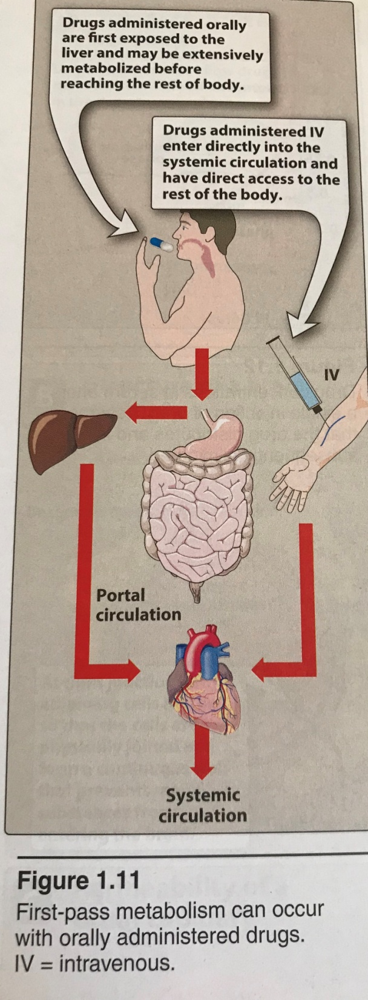 Drugs administered orally
are first exposed to the
liver and may be extensively
metabolized before
reaching the rest of body.
Drugs administered IV
enter directly into the
systemic circulation and
have direct access to the
rest of the body.
IV
Portal
circulation
Systemic
circulation
Figure 1.11
First-pass metabolism can occur
with orally administered drugs.
IV = intravenous.